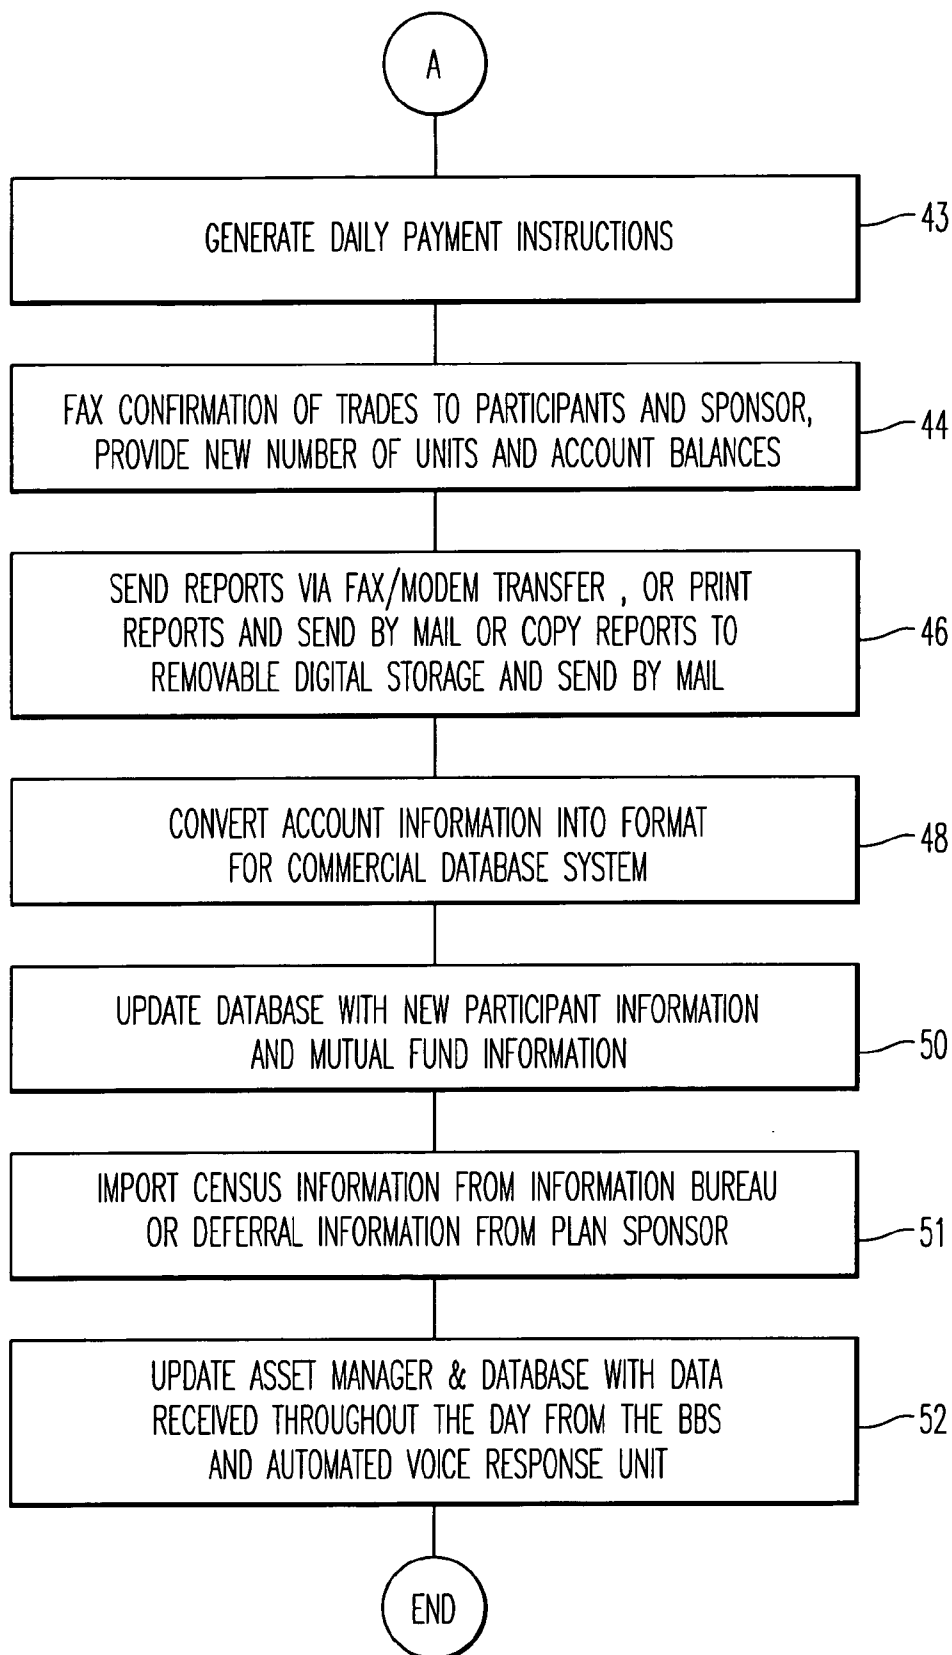 A
GENERATE DAILY PAYMENT INSTRUCTIONS
43
FAX CONFIRMATION OF TRADES TO PARTICIPANTS AND SPONSOR,
PROVIDE NEW NUMBER OF UNITS AND ACCOUNT BALANCES
44
SEND REPORTS VIA FAX/MODEM TRANSFER , OR PRINT
REPORTS AND SEND BY MAIL OR COPY REPORTS TO
REMOVABLE DIGITAL STORAGE AND SEND BY MAIL
46
CONVERT ACCOUNT INFORMATION INTO FORMAT
FOR COMMERCIAL DATABASE SYSTEM
48
UPDATE DATABASE WITH NEW PARTICIPANT INFORMATION
AND MUTUAL FUND INFORMATION
50
IMPORT CENSUS INFORMATION FROM INFORMATION BUREAU
OR DEFERRAL INFORMATION FROM PLAN SPONSOR
51
UPDATE ASSET MANAGER & DATABASE WITH DATA
RECEIVED THROUGHOUT THE DAY FROM THE BBS
AND AUTOMATED VOICE RESPONSE UNIT
52
END